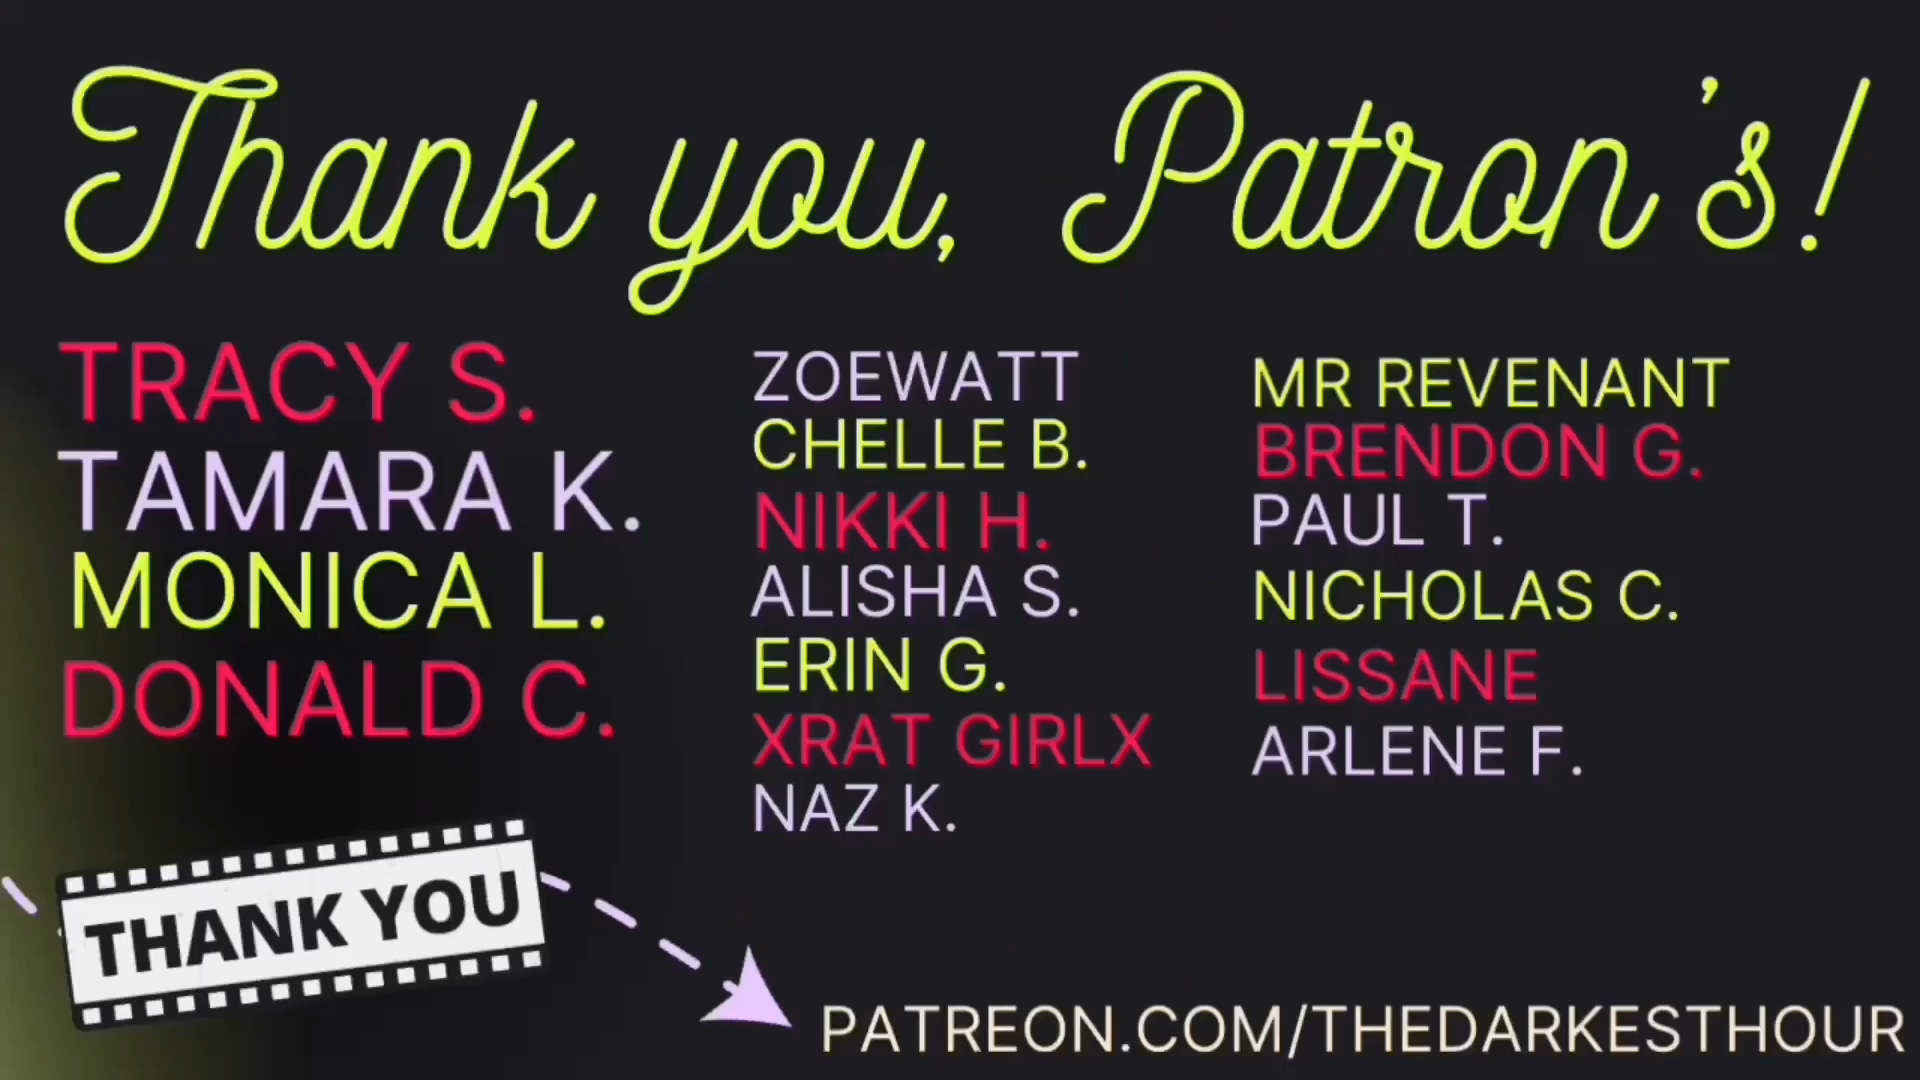 Thank you, Patron's!
TRACY S.
TAMARA K.
MONICA L.
DONALD C.
ZOEWATT
CHELLE B.
NIKKI H.
ALISHA S.
ERIN G.
XRAT GIRLX
NAZ K.
MR REVENANT
BRENDON G.
PAUL T.
NICHOLAS C.
LISSANE
ARLENE F.
THANK YOU
PATREON.COM/THEDARKESTHOUR